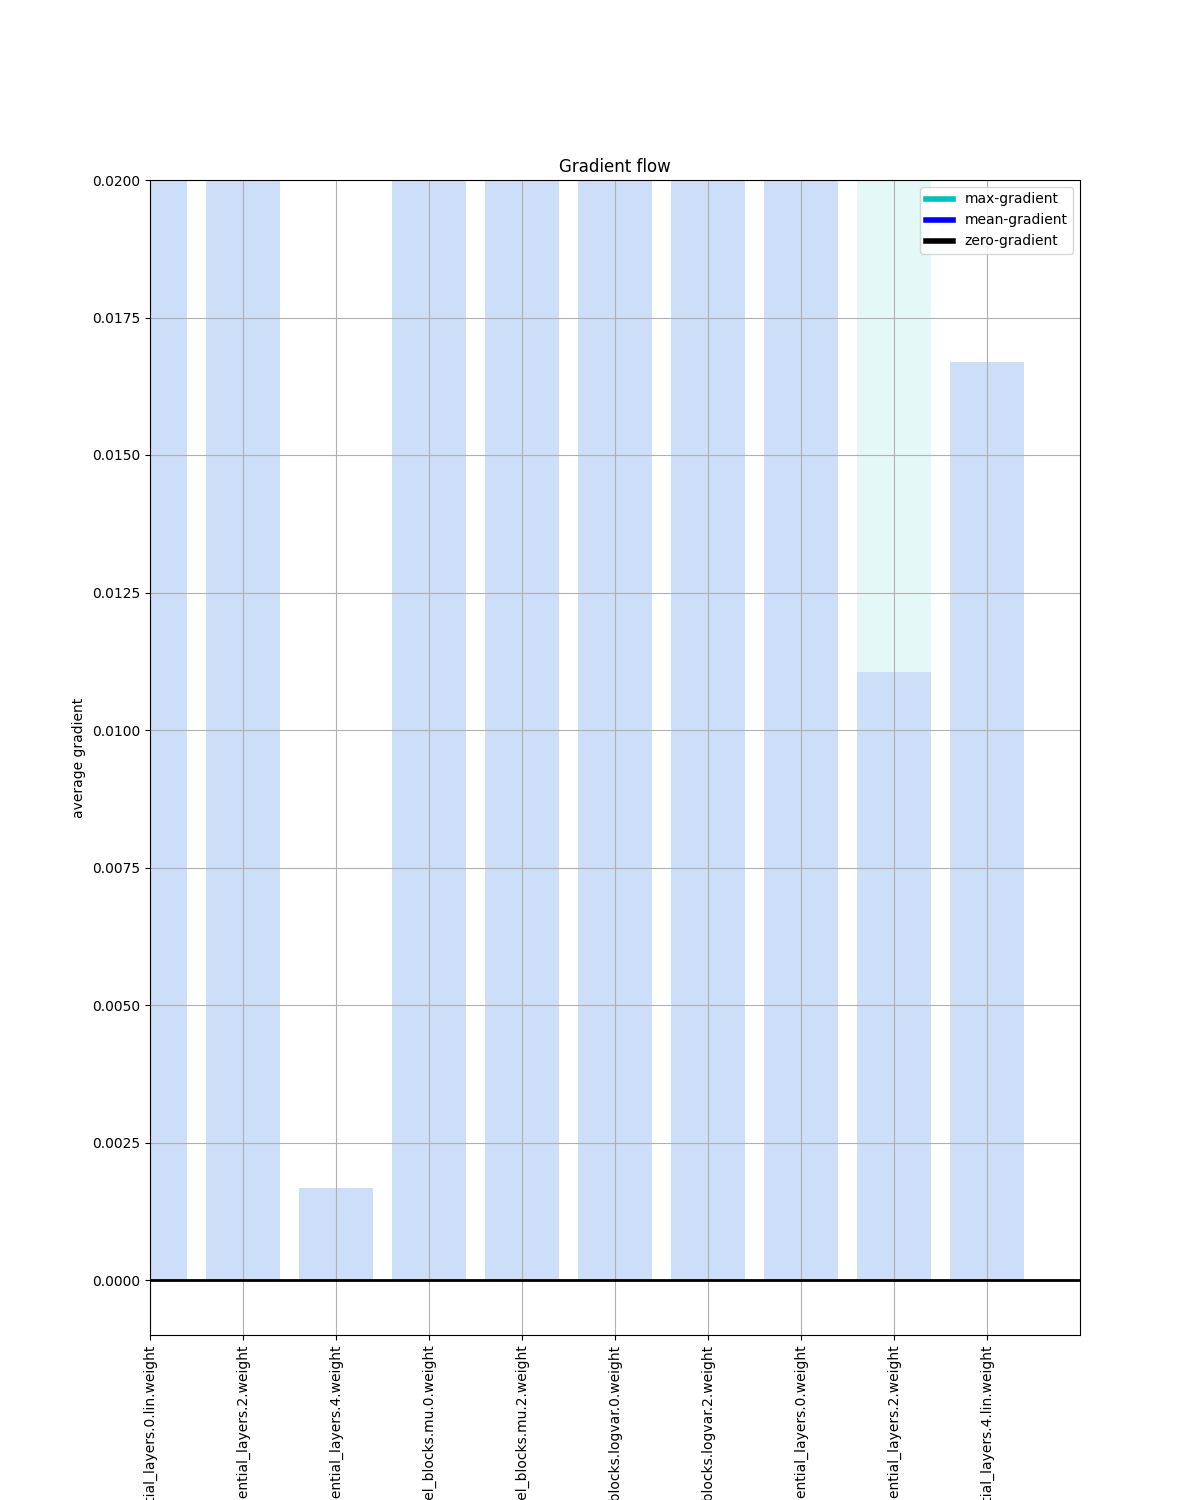 Gradient flow
max-gradient
mean-gradient
zero-gradient
average gradient
0.0200
0.0175
0.0150
0.0125
0.0100
0.0075
0.0050
0.0025
0.0000
tial_layers.0.lin.weight
ential_layers.2.weight
ential_layers.4.weight
el_blocks.mu.0.weight
el_blocks.mu.2.weight
blocks.logvar.0.weight
blocks.logvar.2.weight
ential_layers.0.weight
ential_layers.2.weight
tial_layers.4.lin.weight